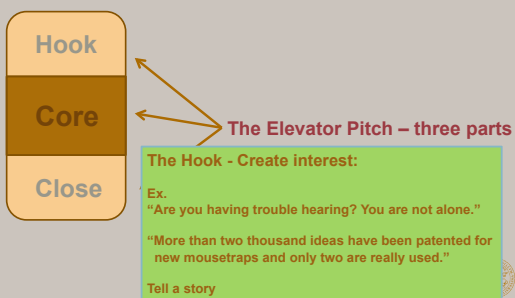 Hook
Core
Close
The Elevator Pitch – three parts
The Hook - Create interest:
Ex.
“Are you having trouble hearing? You are not alone.”
“More than two thousand ideas have been patented for
new mousetraps and only two are really used.”
Tell a story